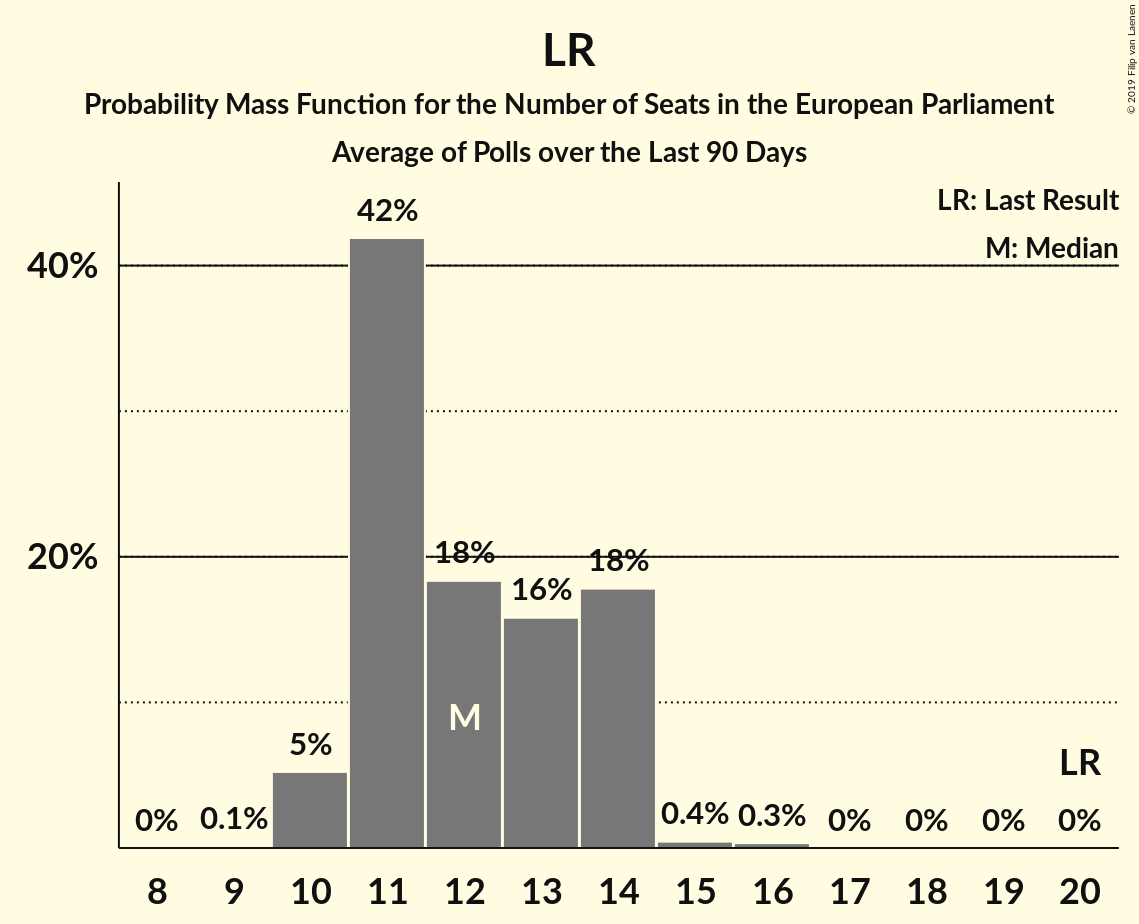 LR
Probability Mass Function for the Number of Seats in the European Parliament
Average of Polls over the Last 90 Days
© 2019 Filip van Laenen
LR: Last Result
M: Median
42%
40%
18%
18%
20%
16%
M
5%
LR
0%
0.1%
0.4%
0.3%
0%
0%
0%
0%
8 9 10 11 12 13 14 15 16 17 18 19 20